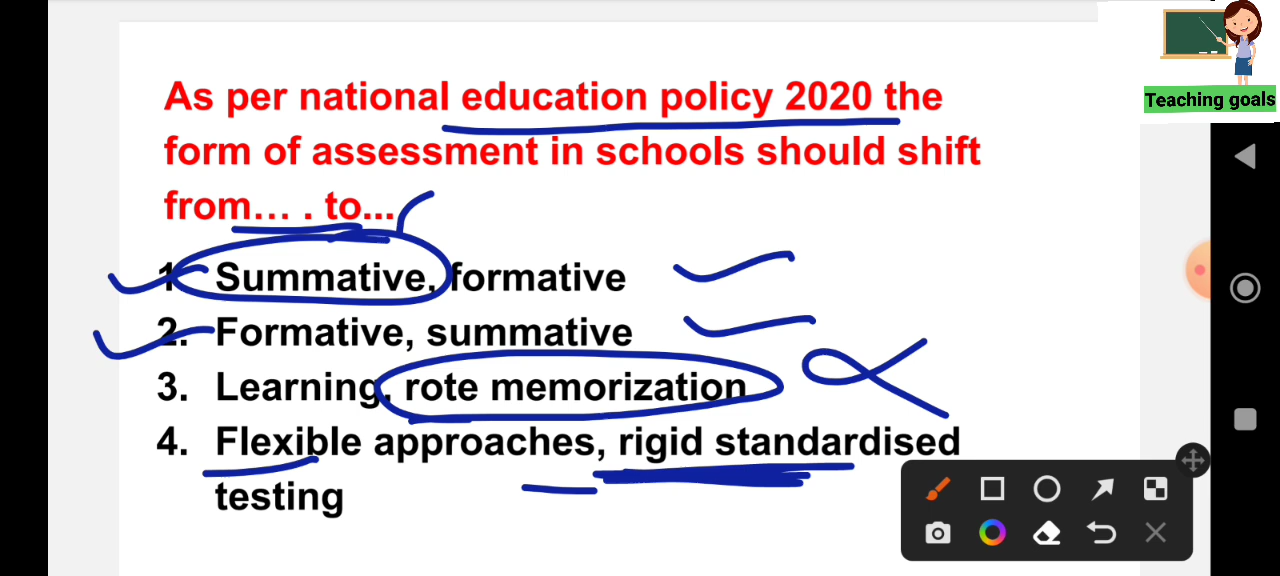 Teaching goals
As per national education policy 2020 the
form of assessment in schools should shift
from... . to...
1. Summative, formative
2. Formative, summative
3. Learning, rote memorization
4. Flexible approaches, rigid standardised
testing